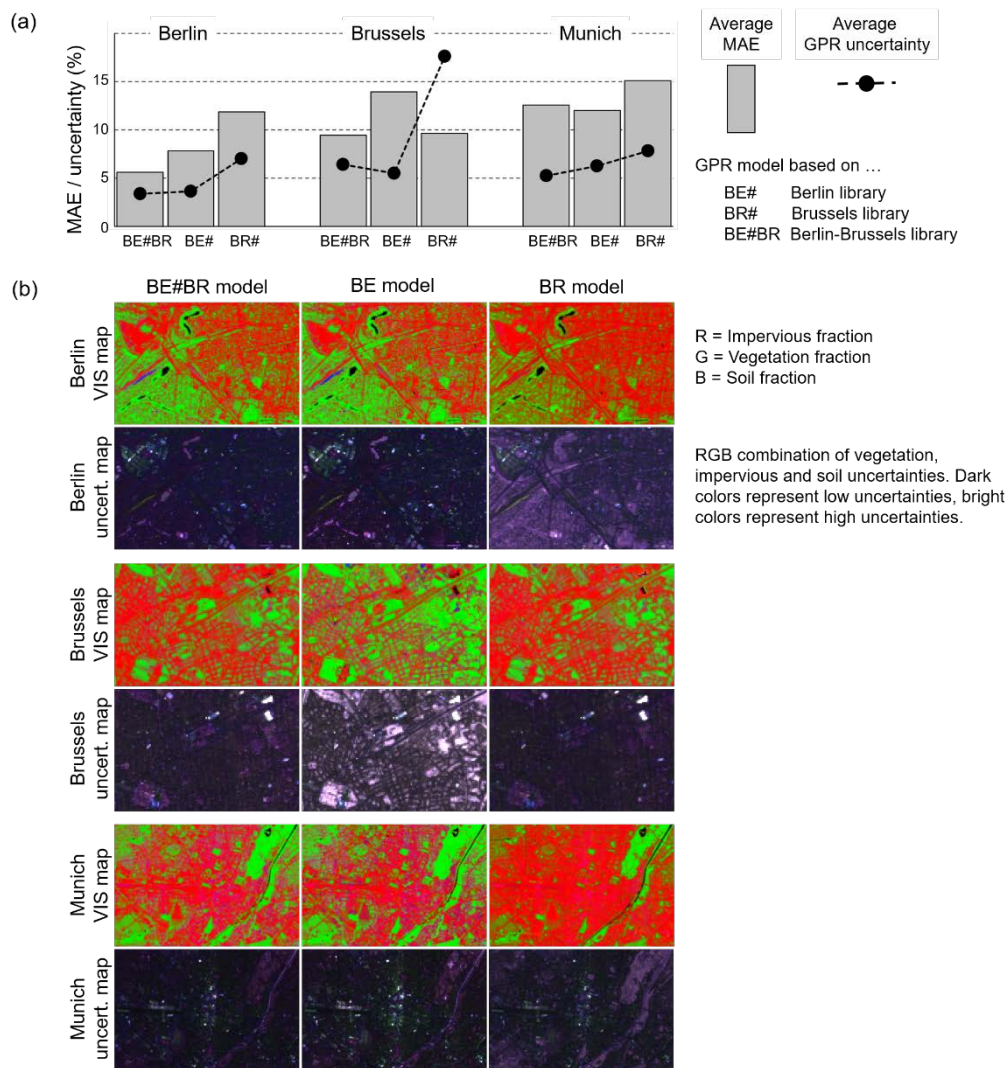 (a)
Berlin
Brussels
Munich
MAE / uncertainty (%)
15
10
5
0
BE#BR BE# BR#
BE#BR BE# BR#
BE#BR BE# BR#
Average
MAE
Average
GPR uncertainty
GPR model based on …
BE# Berlin library
BR# Brussels library
BE#BR Berlin-Brussels library
(b)
BE#BR model
BE model
BR model
Berlin
VIS map
R = Impervious fraction
G = Vegetation fraction
B = Soil fraction
Berlin
uncert. map
RGB combination of vegetation,
impervious and soil uncertainties. Dark
colors represent low uncertainties, bright
colors represent high uncertainties.
Brussels
VIS map
Brussels
uncert. map
Munich
VIS map
Munich
uncert. map